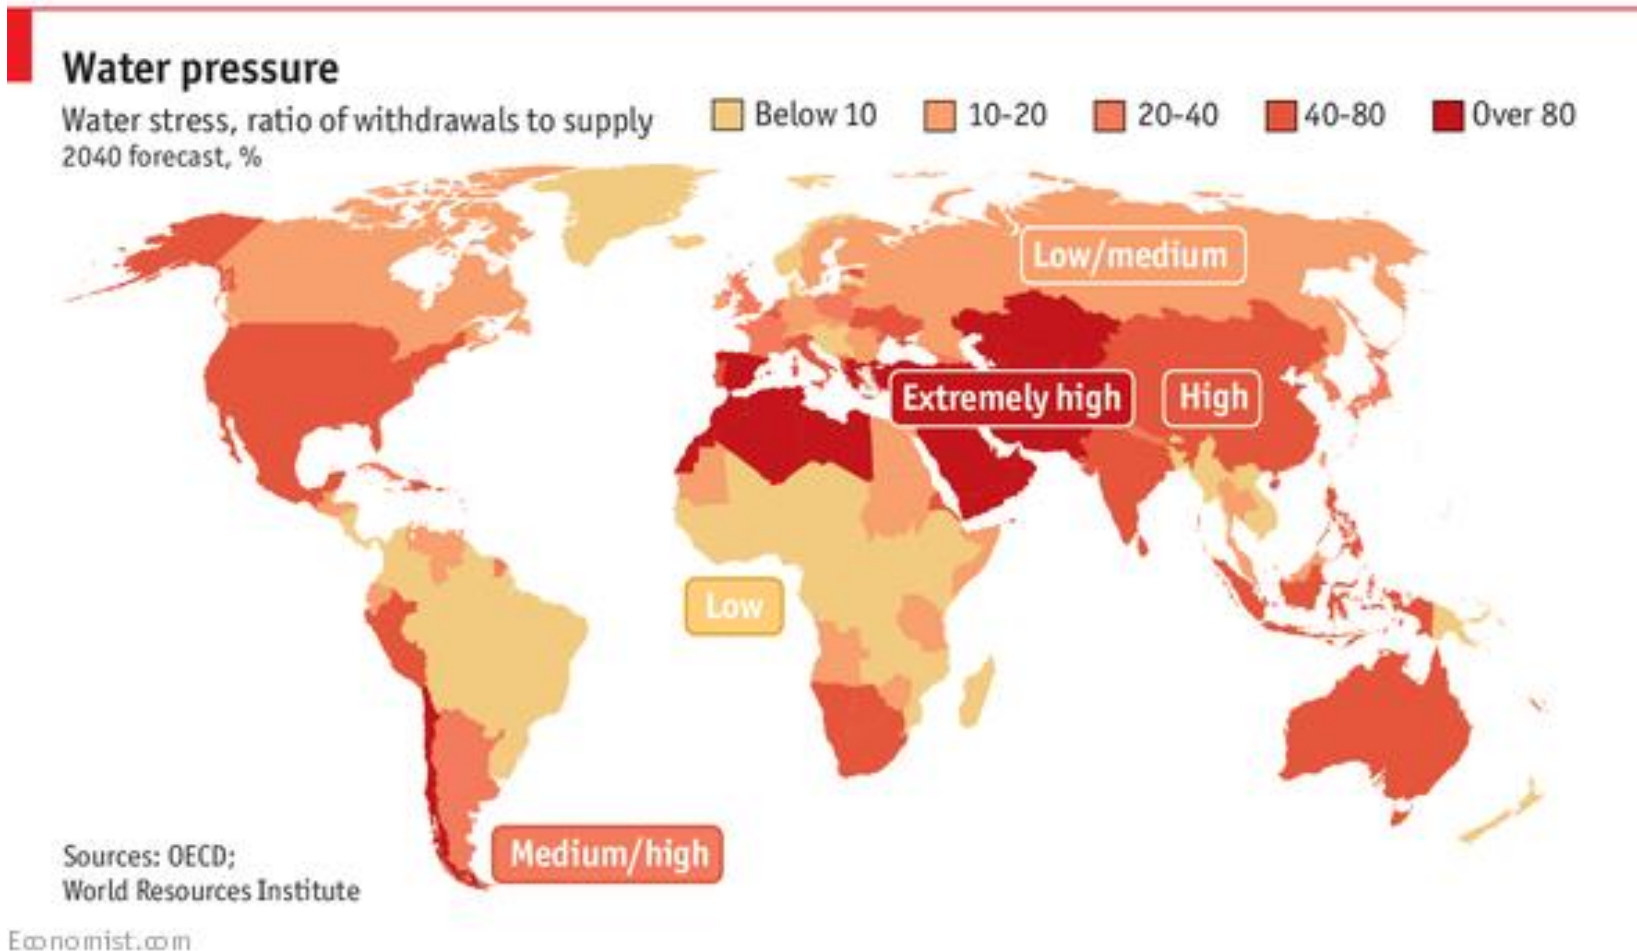 Water pressure
Water stress, ratio of withdrawals to supply
2040 forecast, %
Below 10
10-20
20-40
40-80
Over 80
Low/medium
Extremely high
High
Low
Medium/high
Sources: OECD;
World Resources Institute
Economist.com